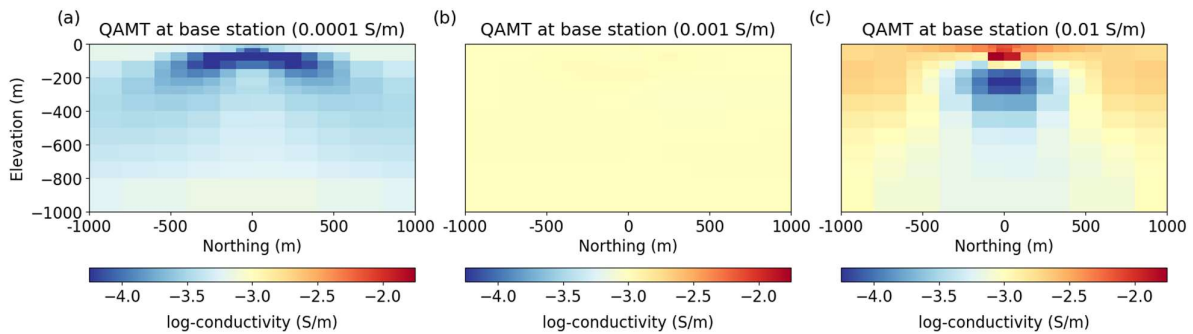 (a)
QAMT at base station (0.0001 S/m)
(b)
QAMT at base station (0.001 S/m)
(c)
QAMT at base station (0.01 S/m)
Elevation (m)
0
−200
−400
−600
−800
−1000
-1000 -500 0 500 1000
Northing (m)
-1000 -500 0 500 1000
Northing (m)
-1000 -500 0 500 1000
Northing (m)
−4.0 −3.5 −3.0 −2.5 −2.0
log-conductivity (S/m)
−4.0 −3.5 −3.0 −2.5 −2.0
log-conductivity (S/m)
−4.0 −3.5 −3.0 −2.5 −2.0
log-conductivity (S/m)